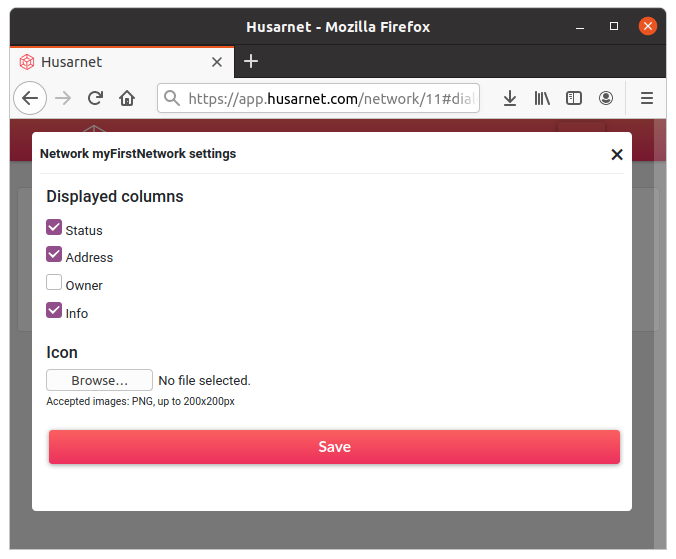 Husarnet - Mozilla Firefox
Husarnet
https://app.husarnet.com/network/11#dial
Network myFirstNetwork settings
Displayed columns
Status
Address
Owner
Info
Icon
Browse... No file selected.
Accepted images: PNG, up to 200x200px
Save